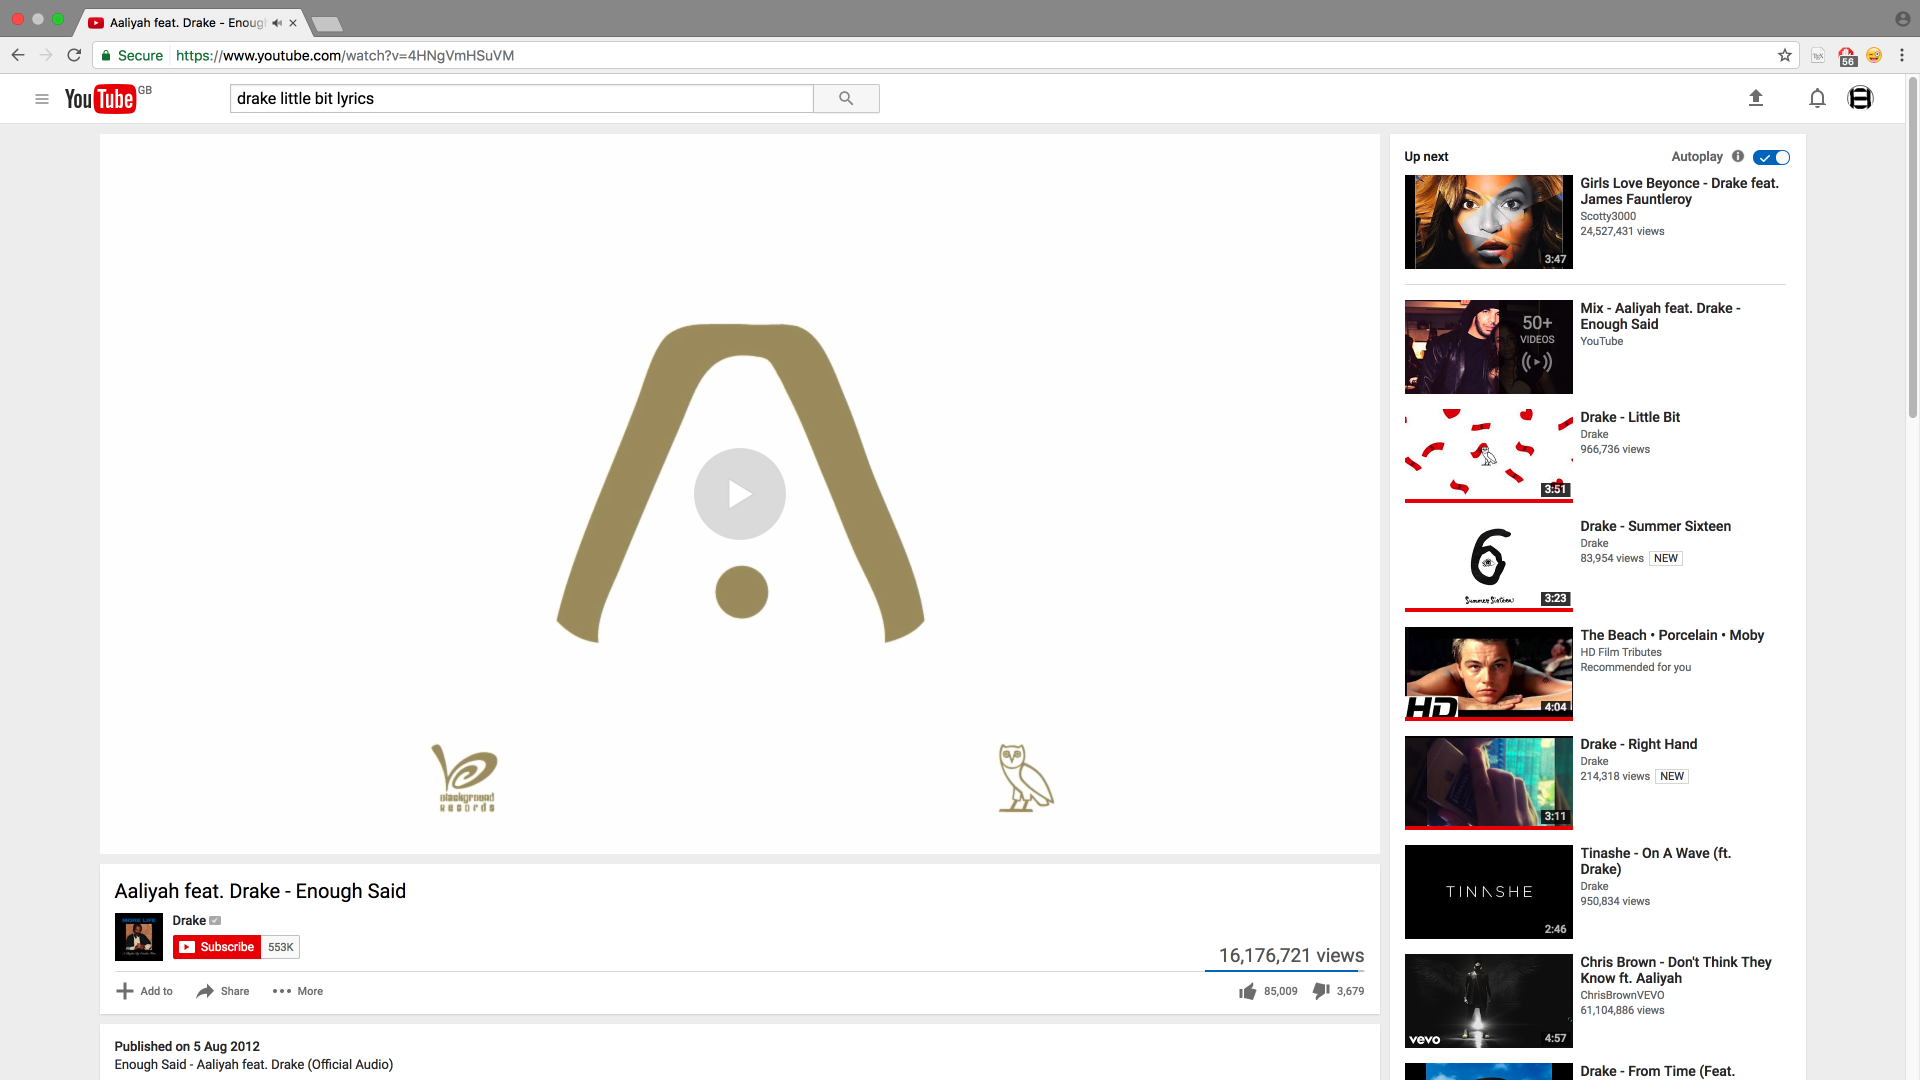 Aaliyah feat. Drake - Enoug
Secure
https://www.youtube.com/watch?v=4HNgVmHSuVM
56
YouTube GB
drake little bit lyrics
Blackground
Records
Aaliyah feat. Drake - Enough Said
MORE LIFE
Drake
Subscribe 553K
16,176,721 views
Add to
Share
More
85,009
3,679
Published on 5 Aug 2012
Enough Said - Aaliyah feat. Drake (Official Audio)
Up next
Autoplay
3:47
Girls Love Beyonce - Drake feat.
James Fauntleroy
Scotty3000
24,527,431 views
50+
VIDEOS
Mix - Aaliyah feat. Drake -
Enough Said
YouTube
3:51
Drake - Little Bit
Drake
966,736 views
6
Summer Sixteen
3:23
Drake - Summer Sixteen
Drake
83,954 views NEW
HD
4:04
The Beach • Porcelain • Moby
HD Film Tributes
Recommended for you
3:11
Drake - Right Hand
Drake
214,318 views NEW
TINASHE
2:46
Tinashe - On A Wave (ft.
Drake)
Drake
950,834 views
vevo
4:57
Chris Brown - Don't Think They
Know ft. Aaliyah
ChrisBrownVEVO
61,104,886 views
Drake - From Time (Feat.